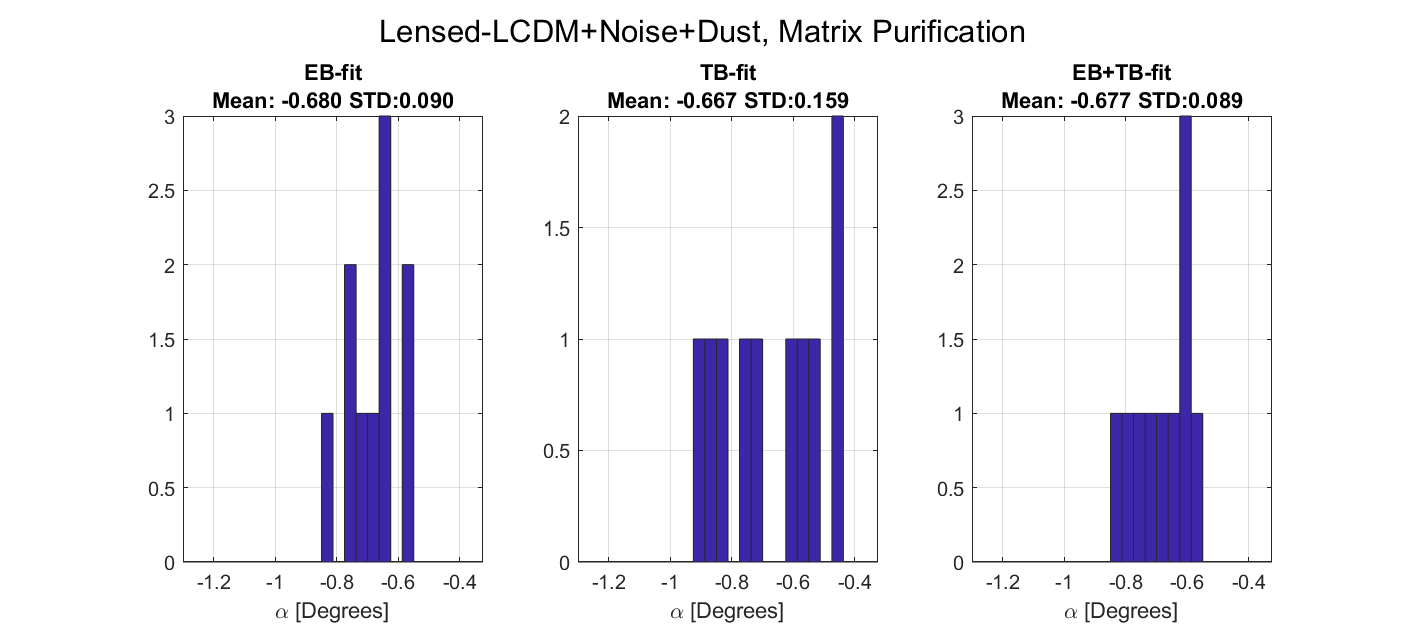 Lensed-LCDM+Noise+Dust, Matrix Purification
EB-fit
Mean: -0.680 STD:0.090
3
2.5
2
1.5
1
0.5
0
-1.2 -1 -0.8 -0.6 -0.4
α [Degrees]
TB-fit
Mean: -0.667 STD:0.159
2
1.5
1
0.5
0
-1.2 -1 -0.8 -0.6 -0.4
α [Degrees]
EB+TB-fit
Mean: -0.677 STD:0.089
3
2.5
2
1.5
1
0.5
0
-1.2 -1 -0.8 -0.6 -0.4
α [Degrees]